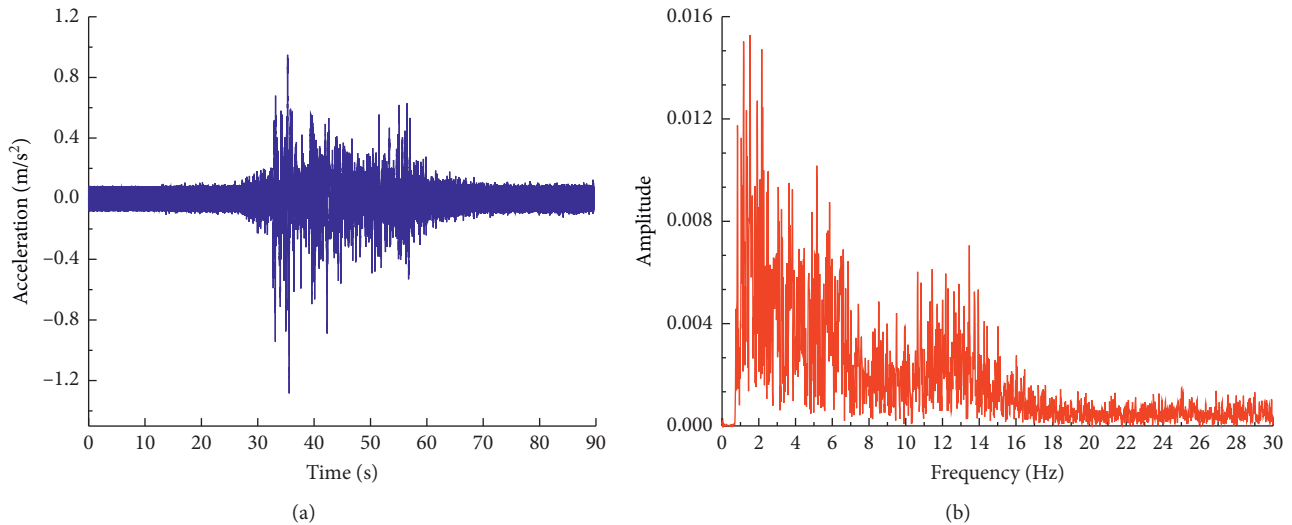 1.2
0.8
0.4
0.0
−0.4
−0.8
−1.2
Acceleration (m/s²)
0 10 20 30 40 50 60 70 80 90
Time (s)
(a)
0.016
0.012
0.008
0.004
0.000
Amplitude
0 2 4 6 8 10 12 14 16 18 20 22 24 26 28 30
Frequency (Hz)
(b)